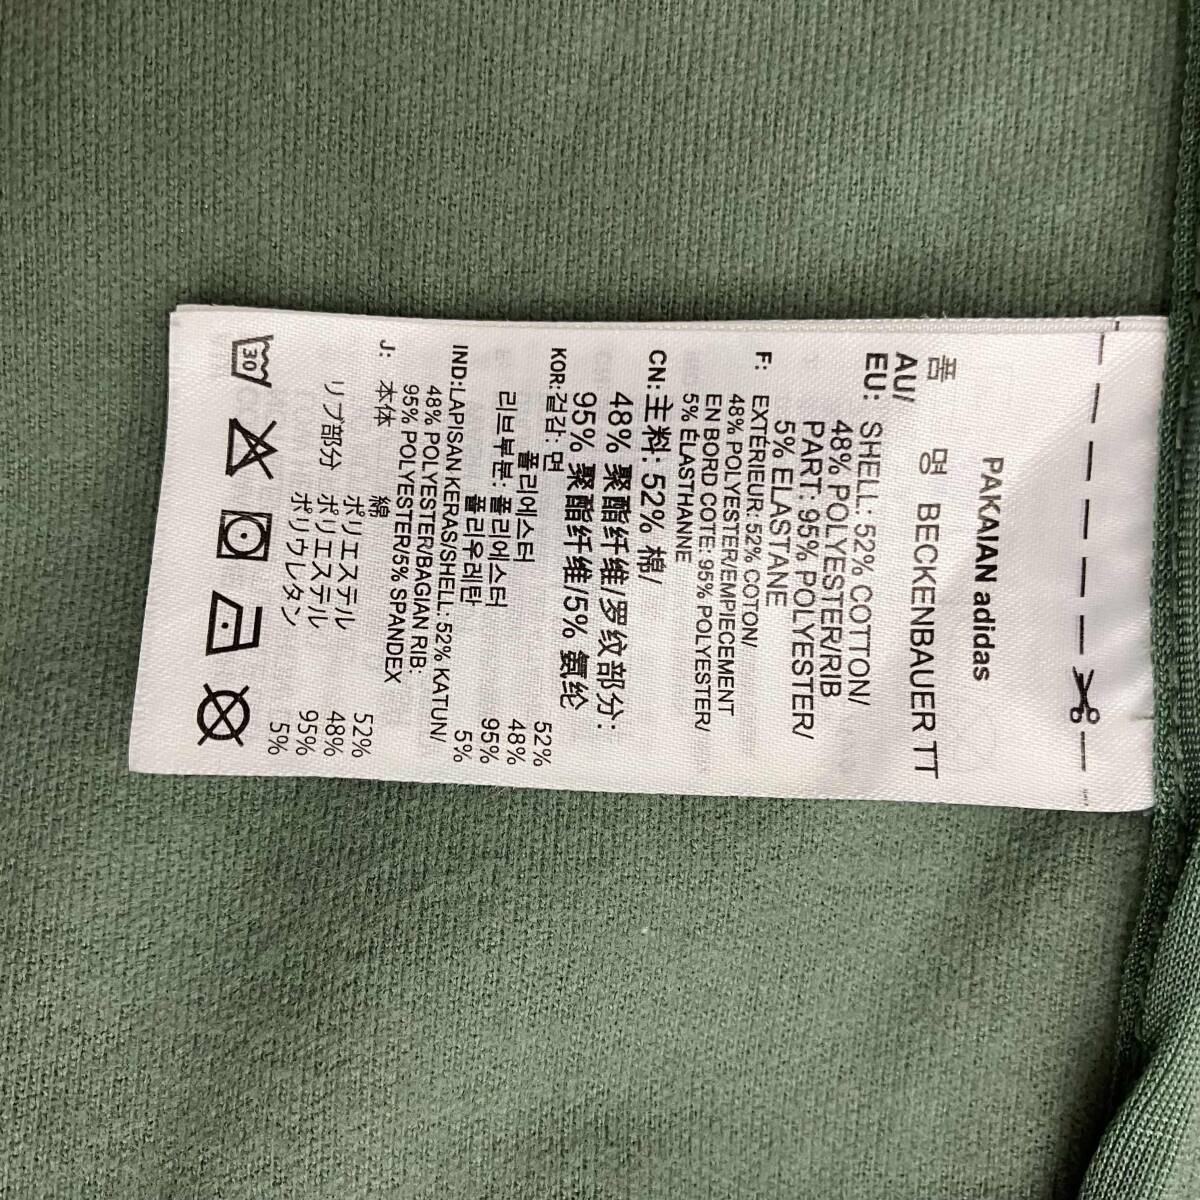 PAKAIAN adidas
품 명 BECKENBAUER TT
AU/
EU: SHELL: 52% COTTON/
48% POLYESTER/RIB
PART: 95% POLYESTER/
5% ELASTANE
F: EXTÉRIEUR: 52% COTON/
48% POLYESTER/EMPIECEMENT
EN BORD COTE: 95% POLYESTER/
5% ÉLASTHANNE
CN: 主料: 52% 棉/
48% 聚酯纤维/罗纹部分:
95% 聚酯纤维/5% 氨纶
KOR: 겉감: 면 52%
폴리에스터 48%
리브부분: 폴리에스터 95%
폴리우레탄 5%
IND: LAPISAN KERAS/SHELL: 52% KATUN/
48% POLYESTER/BAGIAN RIB:
95% POLYESTER/5% SPANDEX
J: 本体 綿 52%
ポリエステル 48%
リブ部分 ポリエステル 95%
ポリウレタン 5%
30